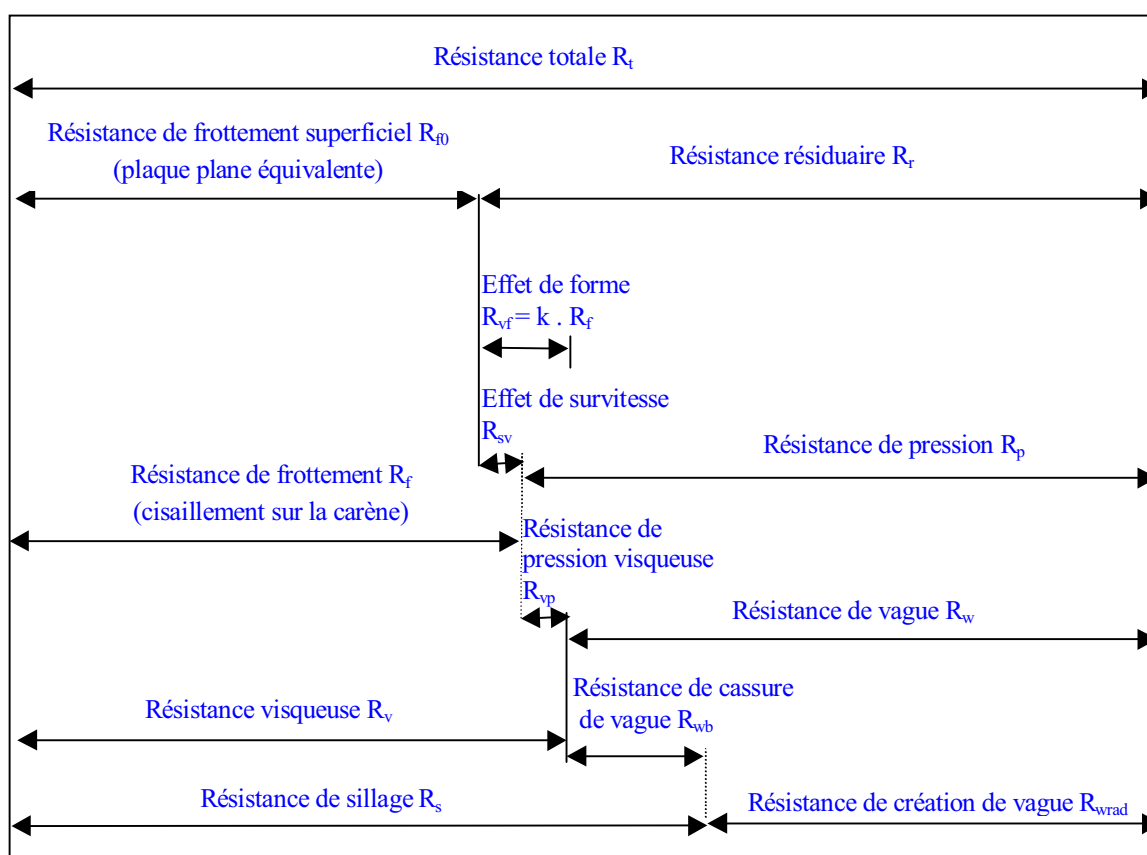 Résistance totale Rt
Résistance de frottement superficiel Rf0
(plaque plane équivalente)
Résistance résiduaire Rr
Effet de forme
Rvf = k . Rf
Effet de survitesse
Rsv
Résistance de pression Rp
Résistance de frottement Rf
(cisaillement sur la carène)
Résistance de
pression visqueuse
Rvp
Résistance de vague Rw
Résistance de cassure
de vague Rwb
Résistance visqueuse Rv
Résistance de sillage Rs
Résistance de création de vague Rwrad